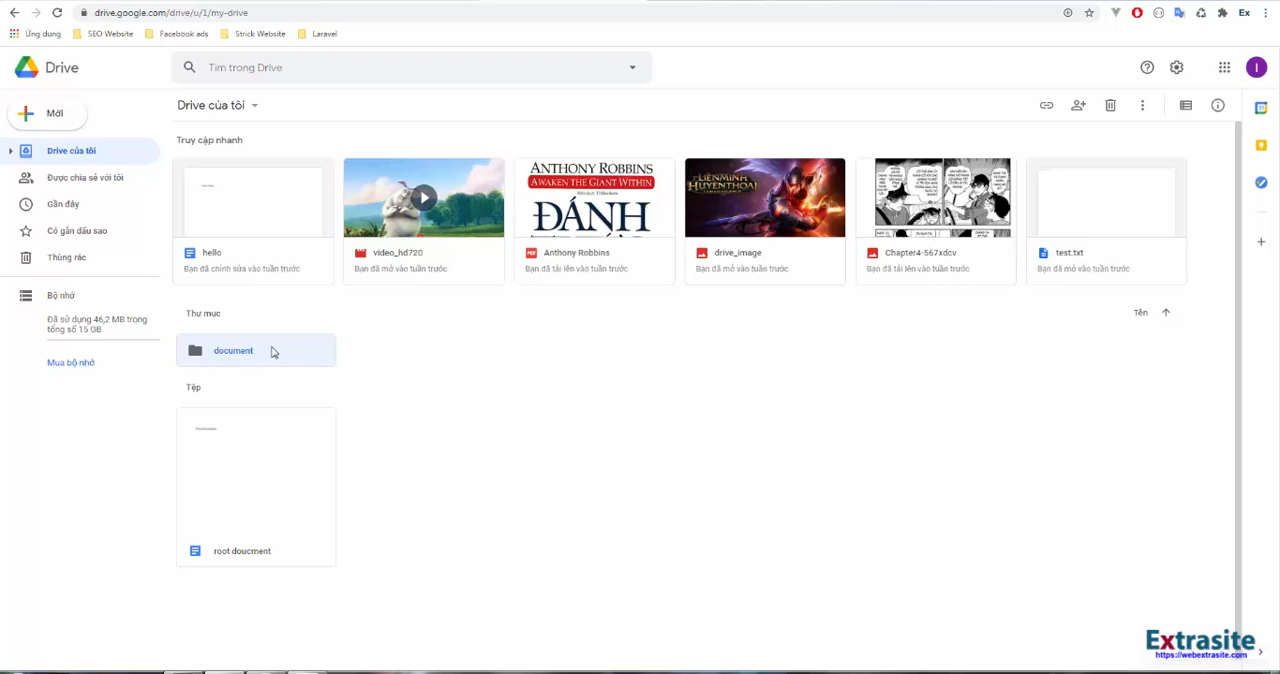 drive.google.com/drive/u/1/my-drive
Ex
Ứng dụng
SEO Website
Facebook ads
Strick Website
Laravel
Drive
Tìm trong Drive
I
Mới
Drive của tôi
Drive của tôi
Được chia sẻ với tôi
Gần đây
Có gắn dấu sao
Thùng rác
Bộ nhớ
Đã sử dụng 46,2 MB trong
tổng số 15 GB
Mua bộ nhớ
Truy cập nhanh
ANTHONY ROBBINS
AWAKEN THE GIANT WITHIN
ĐÁNH
LIÊN MINH
HUYỀN THOẠI
hello
Bạn đã chỉnh sửa vào tuần trước
video_hd720
Bạn đã mở vào tuần trước
PDF
Anthony Robbins
Bạn đã tải lên vào tuần trước
drive_image
Bạn đã mở vào tuần trước
Chapter4-567xdcv
Bạn đã tải lên vào tuần trước
test.txt
Bạn đã mở vào tuần trước
Thư mục
Tên
document
Tệp
root doucment
Extrasite
https://webextrasite.com